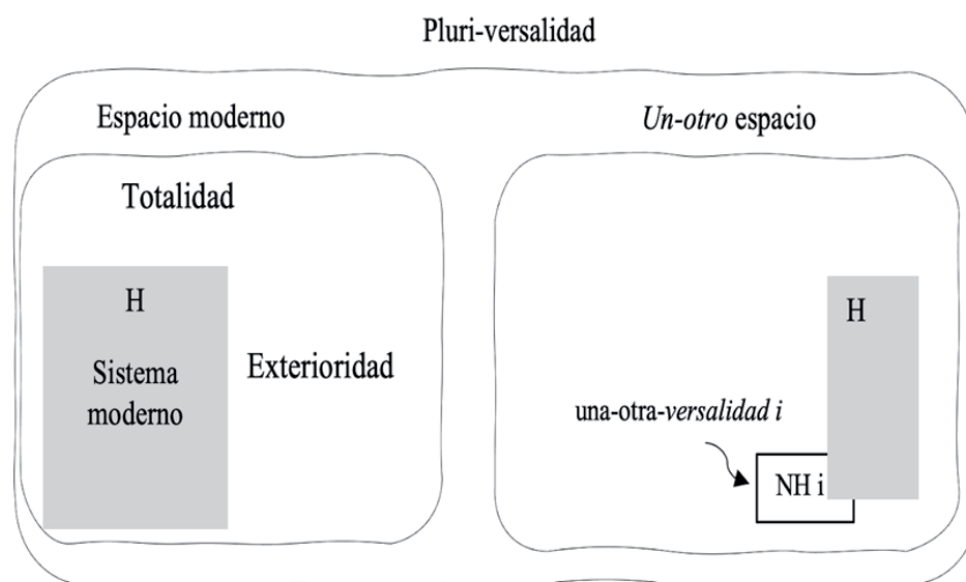 Pluri-versalidad
Espacio moderno
Un-otro espacio
Totalidad
H
Sistema
moderno
Exterioridad
H
una-otra-versalidad i
NH i